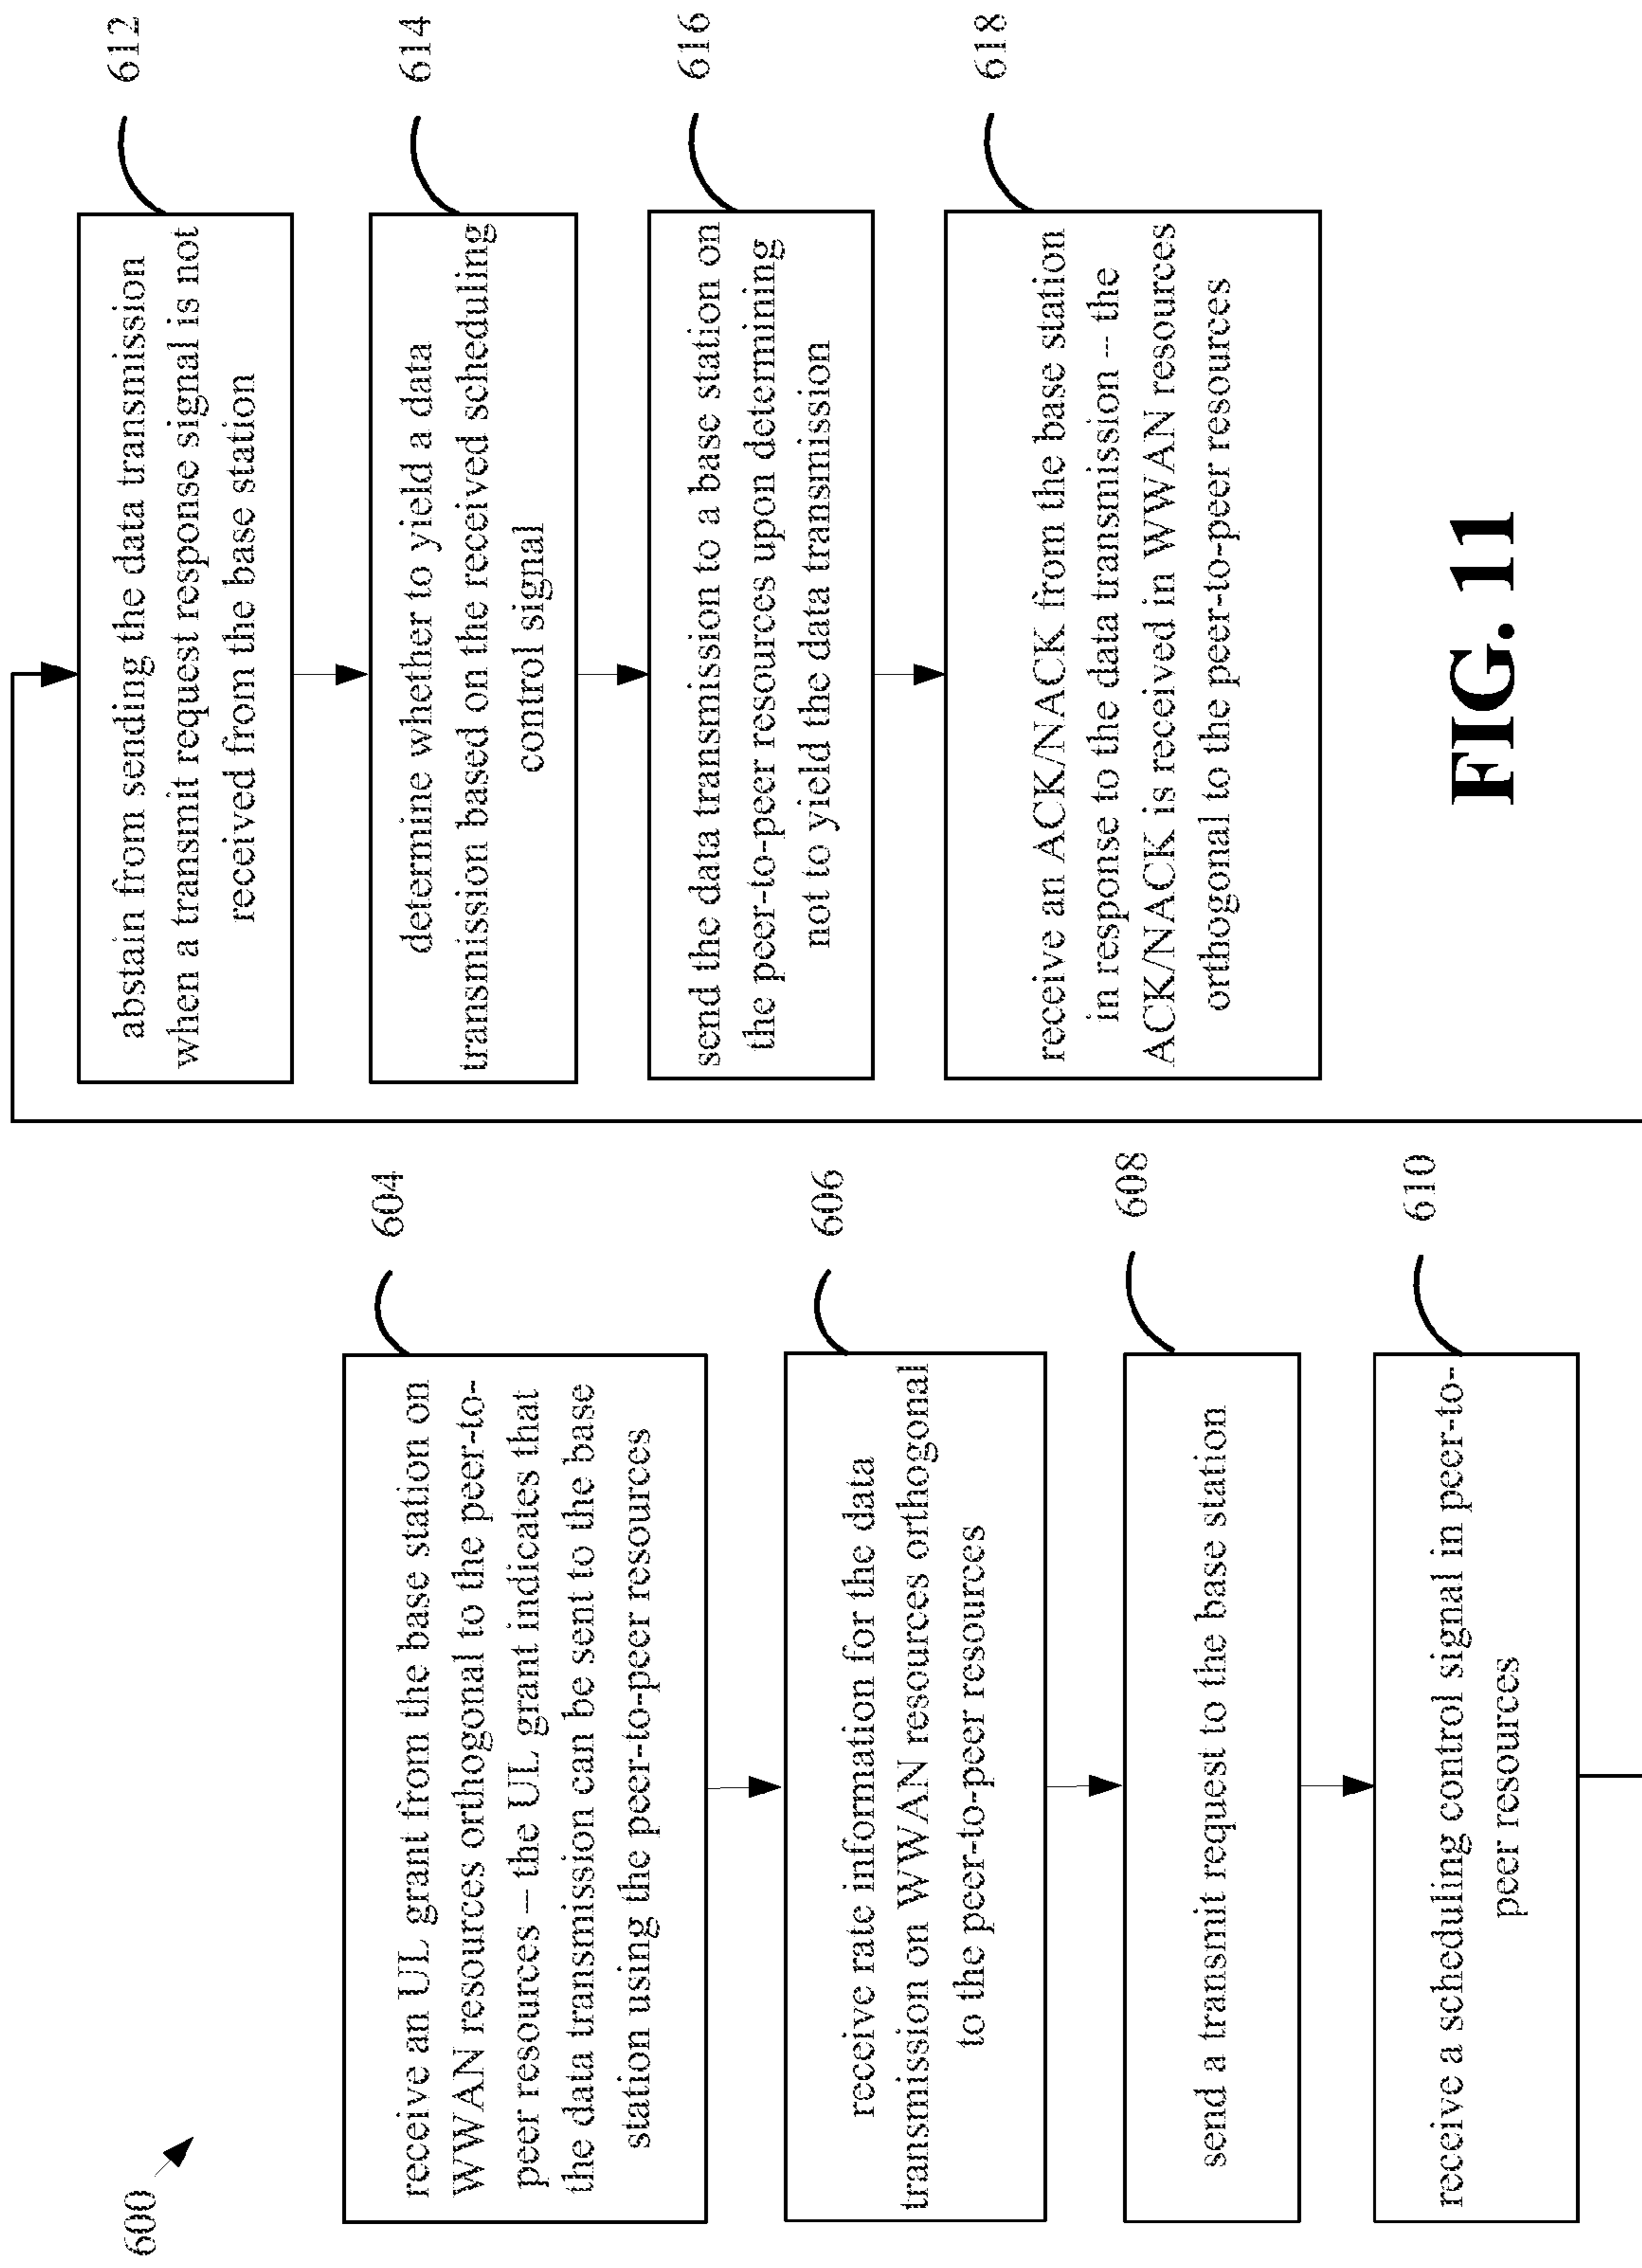 600
receive an UL grant from the base station on
WWAN resources orthogonal to the peer-to-
peer resources – the UL grant indicates that
the data transmission can be sent to the base
station using the peer-to-peer resources
604
receive rate information for the data
transmission on WWAN resources orthogonal
to the peer-to-peer resources
606
send a transmit request to the base station
608
receive a scheduling control signal in peer-to-
peer resources
610
abstain from sending the data transmission
when a transmit request response signal is not
received from the base station
612
determine whether to yield a data
transmission based on the received scheduling
control signal
614
send the data transmission to a base station on
the peer-to-peer resources upon determining
not to yield the data transmission
616
receive an ACK/NACK from the base station
in response to the data transmission -- the
ACK/NACK is received in WWAN resources
orthogonal to the peer-to-peer resources
618
FIG. 11